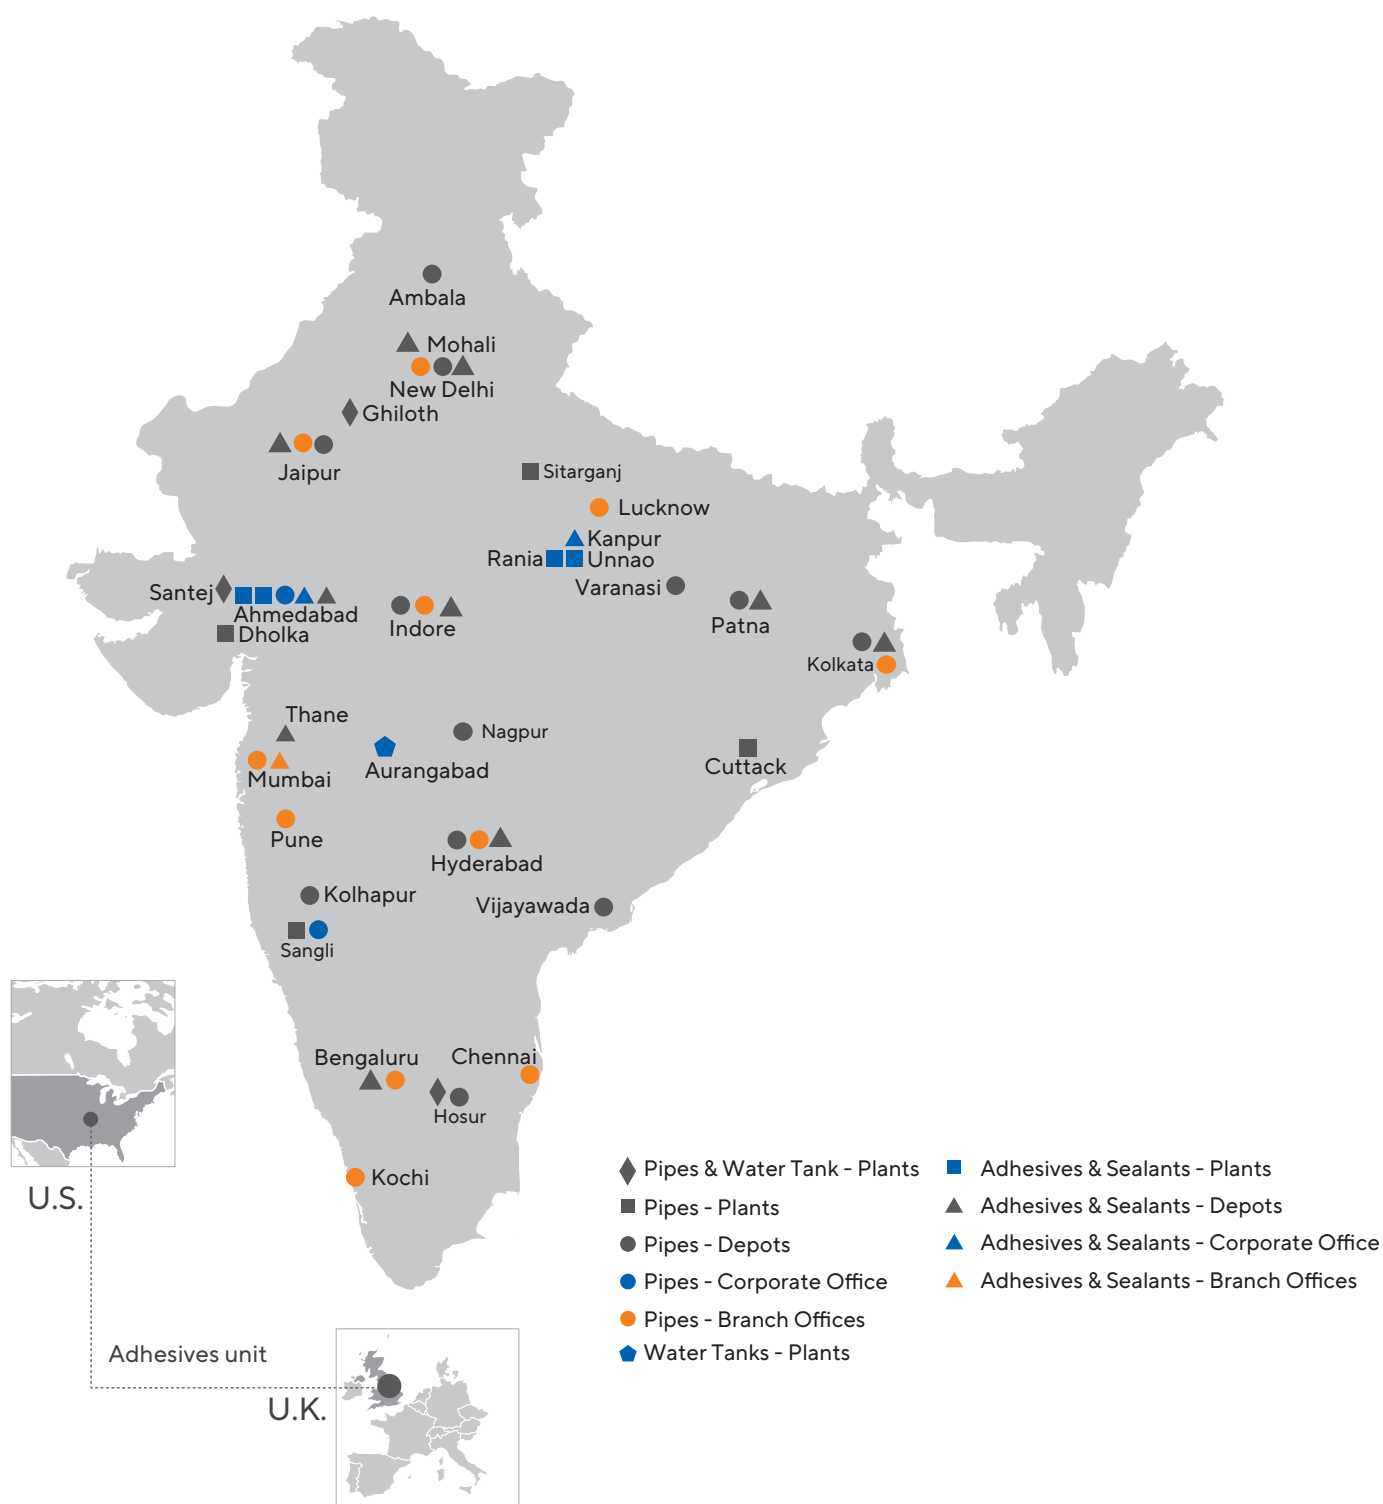 Ambala
Mohali
New Delhi
Ghiloth
Jaipur
Sitarganj
Lucknow
Kanpur
Rania
Unnao
Varanasi
Santej
Ahmedabad
Dholka
Indore
Patna
Kolkata
Thane
Nagpur
Mumbai
Aurangabad
Cuttack
Pune
Hyderabad
Kolhapur
Vijayawada
Sangli
Bengaluru
Chennai
Hosur
Kochi
U.S.
Adhesives unit
U.K.
Pipes & Water Tank - Plants
Pipes - Plants
Pipes - Depots
Pipes - Corporate Office
Pipes - Branch Offices
Water Tanks - Plants
Adhesives & Sealants - Plants
Adhesives & Sealants - Depots
Adhesives & Sealants - Corporate Office
Adhesives & Sealants - Branch Offices